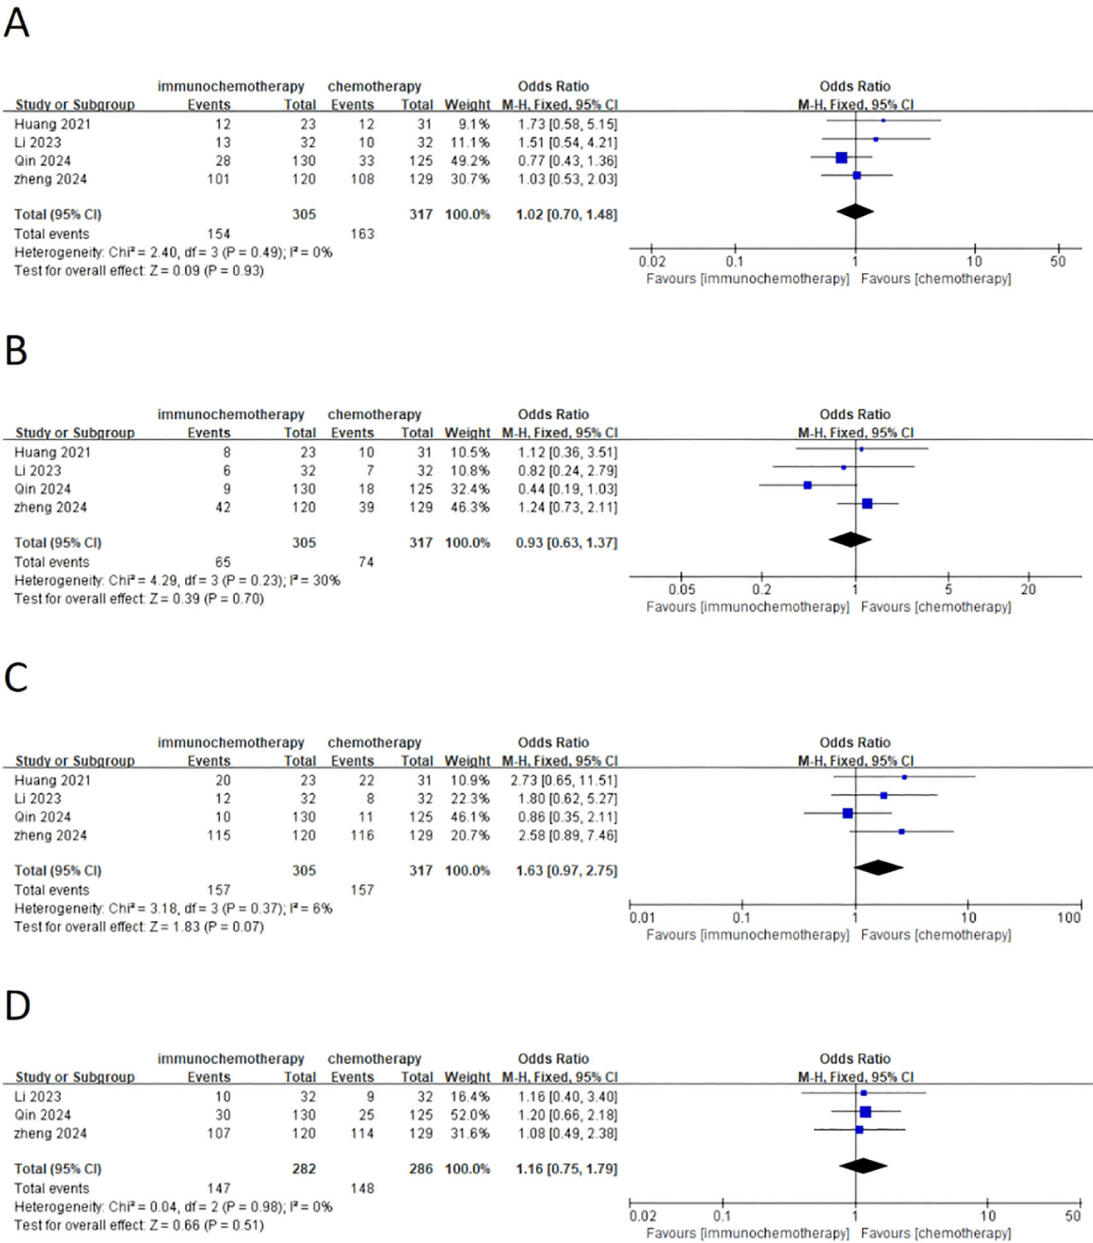 A
immunochemotherapy chemotherapy Odds Ratio Odds Ratio
Study or Subgroup Events Total Events Total Weight M-H, Fixed, 95% CI M-H, Fixed, 95% CI
Huang 2021 12 23 12 31 9.1% 1.73 [0.58, 5.15]
Li 2023 13 32 10 32 11.1% 1.51 [0.54, 4.21]
Qin 2024 28 130 33 125 49.2% 0.77 [0.43, 1.36]
zheng 2024 101 120 108 129 30.7% 1.03 [0.53, 2.03]
Total (95% CI) 305 317 100.0% 1.02 [0.70, 1.48]
Total events 154 163
Heterogeneity: Chi² = 2.40, df = 3 (P = 0.49); I² = 0%
Test for overall effect: Z = 0.09 (P = 0.93)
0.02 0.1 1 10 50
Favours [immunochemotherapy] Favours [chemotherapy]
B
immunochemotherapy chemotherapy Odds Ratio Odds Ratio
Study or Subgroup Events Total Events Total Weight M-H, Fixed, 95% CI M-H, Fixed, 95% CI
Huang 2021 8 23 10 31 10.5% 1.12 [0.36, 3.51]
Li 2023 6 32 7 32 10.8% 0.82 [0.24, 2.79]
Qin 2024 9 130 18 125 32.4% 0.44 [0.19, 1.03]
zheng 2024 42 120 39 129 46.3% 1.24 [0.73, 2.11]
Total (95% CI) 305 317 100.0% 0.93 [0.63, 1.37]
Total events 65 74
Heterogeneity: Chi² = 4.29, df = 3 (P = 0.23); I² = 30%
Test for overall effect: Z = 0.39 (P = 0.70)
0.05 0.2 1 5 20
Favours [immunochemotherapy] Favours [chemotherapy]
C
immunochemotherapy chemotherapy Odds Ratio Odds Ratio
Study or Subgroup Events Total Events Total Weight M-H, Fixed, 95% CI M-H, Fixed, 95% CI
Huang 2021 20 23 22 31 10.9% 2.73 [0.65, 11.51]
Li 2023 12 32 8 32 22.3% 1.80 [0.62, 5.27]
Qin 2024 10 130 11 125 46.1% 0.86 [0.35, 2.11]
zheng 2024 115 120 116 129 20.7% 2.58 [0.89, 7.46]
Total (95% CI) 305 317 100.0% 1.63 [0.97, 2.75]
Total events 157 157
Heterogeneity: Chi² = 3.18, df = 3 (P = 0.37); I² = 6%
Test for overall effect: Z = 1.83 (P = 0.07)
0.01 0.1 1 10 100
Favours [immunochemotherapy] Favours [chemotherapy]
D
immunochemotherapy chemotherapy Odds Ratio Odds Ratio
Study or Subgroup Events Total Events Total Weight M-H, Fixed, 95% CI M-H, Fixed, 95% CI
Li 2023 10 32 9 32 16.4% 1.16 [0.40, 3.40]
Qin 2024 30 130 25 125 52.0% 1.20 [0.66, 2.18]
zheng 2024 107 120 114 129 31.6% 1.08 [0.49, 2.38]
Total (95% CI) 282 286 100.0% 1.16 [0.75, 1.79]
Total events 147 148
Heterogeneity: Chi² = 0.04, df = 2 (P = 0.98); I² = 0%
Test for overall effect: Z = 0.66 (P = 0.51)
0.02 0.1 1 10 50
Favours [immunochemotherapy] Favours [chemotherapy]